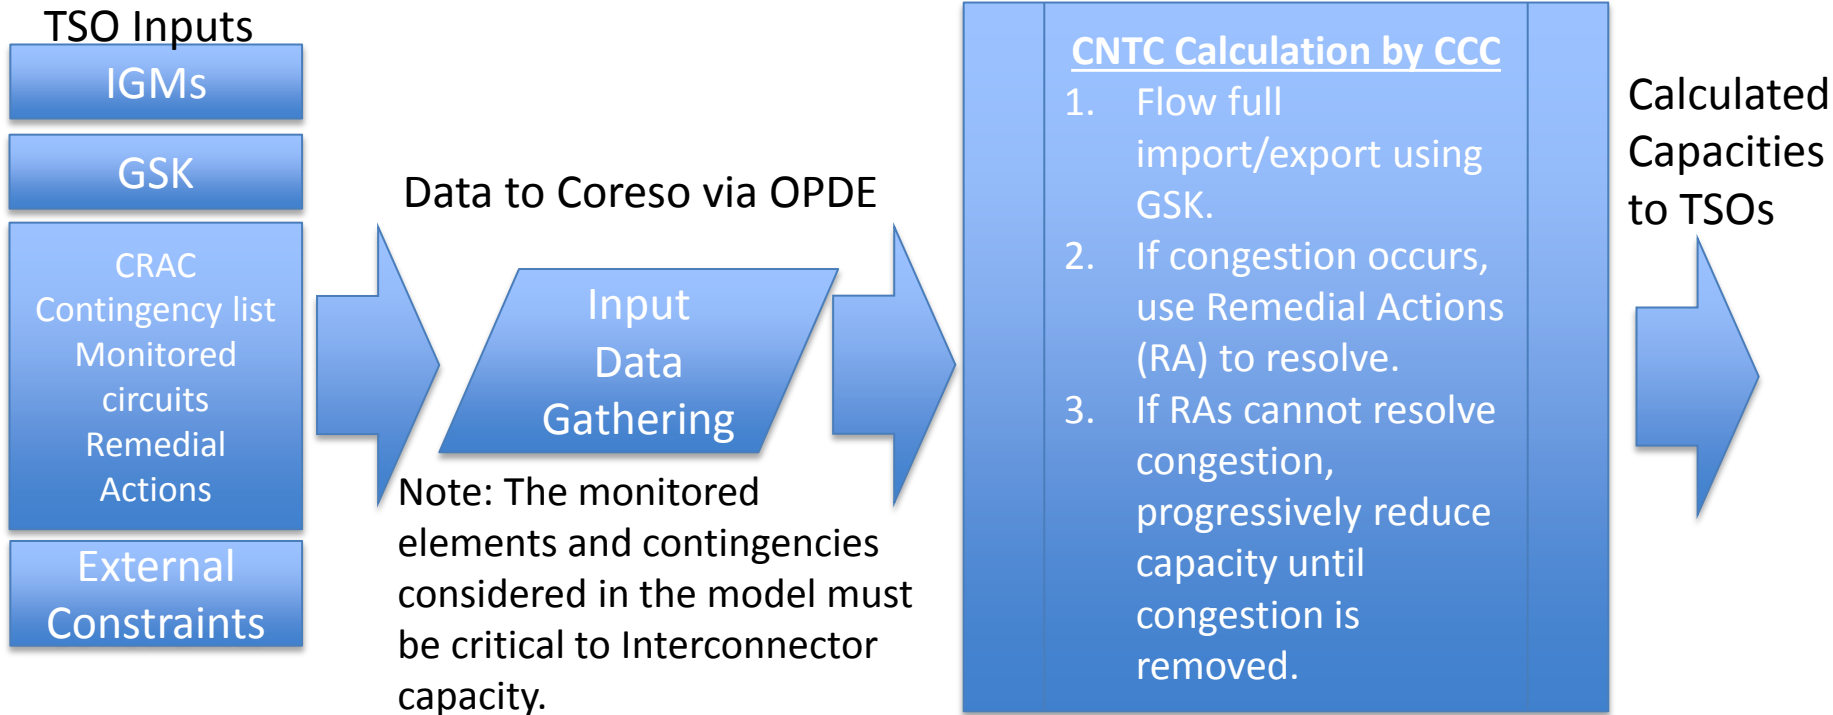 TSO Inputs
IGMs
GSK
CRAC
Contingency list
Monitored
circuits
Remedial
Actions
External
Constraints
Data to Coreso via OPDE
Input
Data
Gathering
Note: The monitored
elements and contingencies
considered in the model must
be critical to Interconnector
capacity.
CNTC Calculation by CCC
1. Flow full
import/export using
GSK.
2. If congestion occurs,
use Remedial Actions
(RA) to resolve.
3. If RAs cannot resolve
congestion,
progressively reduce
capacity until
congestion is
removed.
Calculated
Capacities
to TSOs